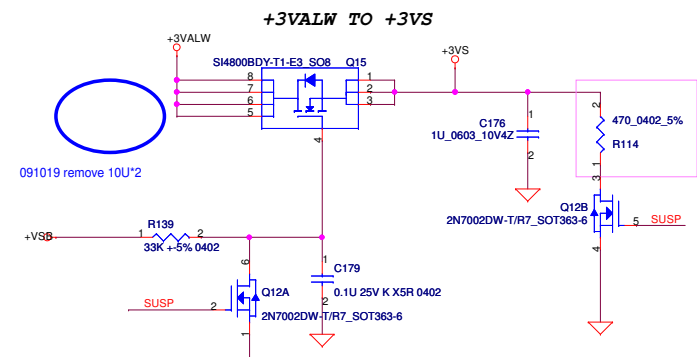 +3VALW TO +3VS
+3VALW
SI4800BDY-T1-E3_SO8 Q15
+3VS
8 1
7 2
6 3
5
4
091019 remove 10U*2
C176
1U_0603_10V4Z
1
2
2
470_0402_5%
R114
1
3
Q12B
2N7002DW-T/R7_SOT363-6
5 SUSP
4
+VSB
R139
1 2
33K +-5% 0402
6
1
C179
0.1U 25V K X5R 0402
2
Q12A
SUSP 2
2N7002DW-T/R7_SOT363-6
1